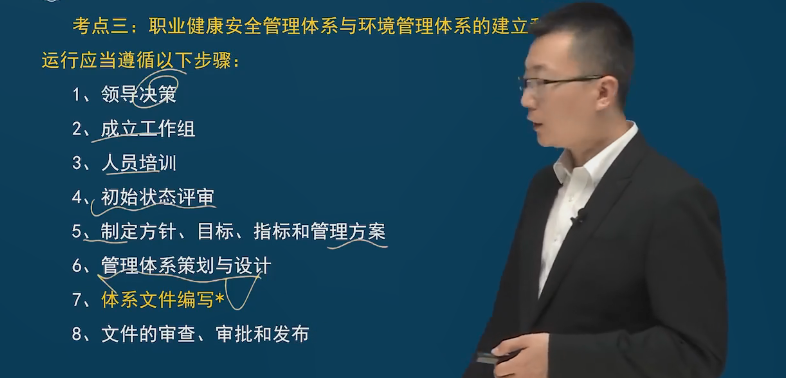 考点三：职业健康安全管理体系与环境管理体系的建立
运行应当遵循以下步骤：
1、领导决策
2、成立工作组
3、人员培训
4、初始状态评审
5、制定方针、目标、指标和管理方案
6、管理体系策划与设计
7、体系文件编写*
8、文件的审查、审批和发布